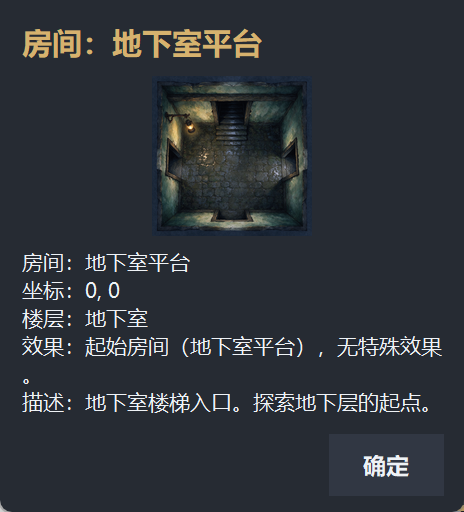 房间：地下室平台
房间：地下室平台
坐标：0, 0
楼层：地下室
效果：起始房间（地下室平台），无特殊效果
。
描述：地下室楼梯入口。探索地下层的起点。
确定